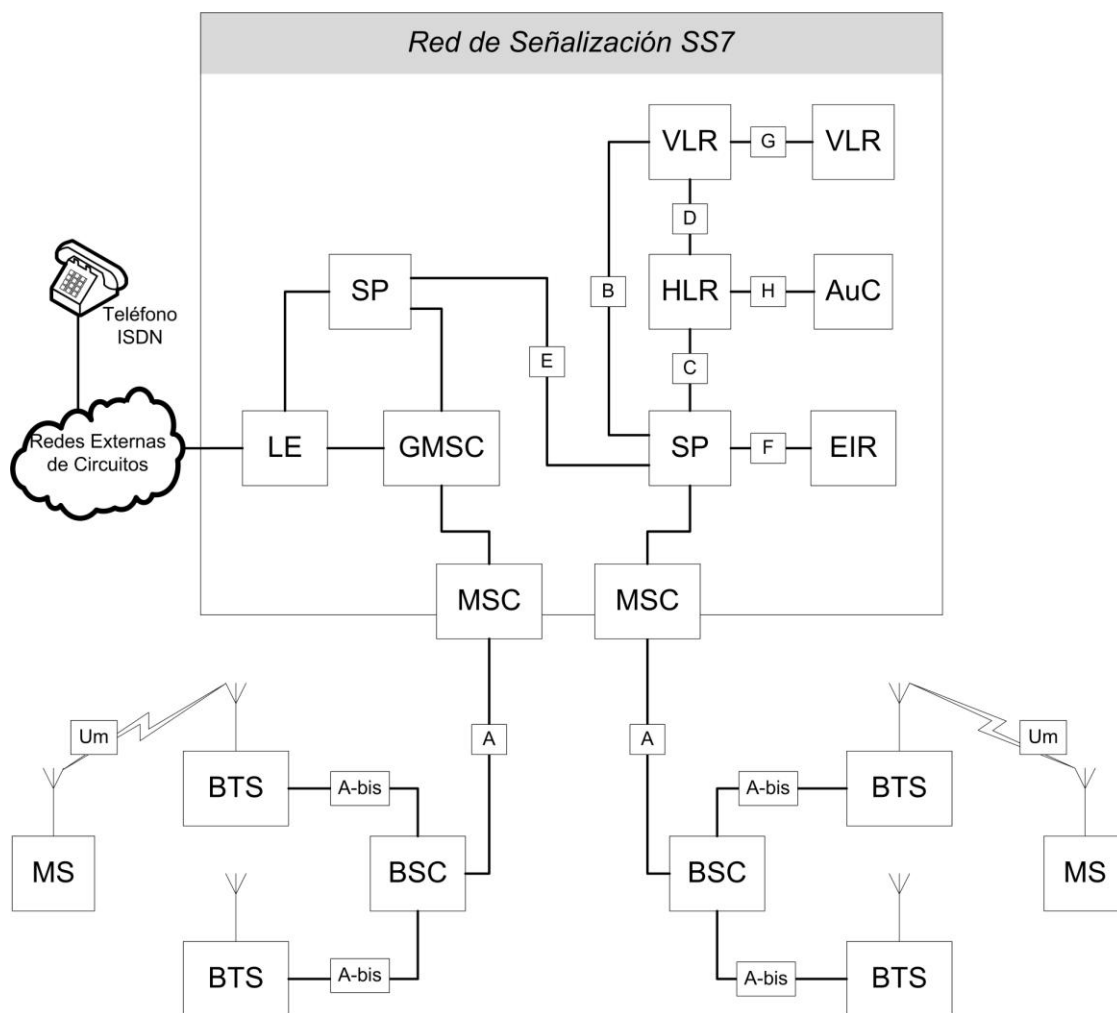 Red de Señalización SS7
VLR
G
VLR
D
Teléfono
ISDN
SP
B
HLR
H
AuC
E
C
Redes Externas
de Circuitos
LE
GMSC
SP
F
EIR
MSC
MSC
Um
A
A
Um
BTS
A-bis
A-bis
BTS
MS
BSC
BSC
MS
BTS
A-bis
A-bis
BTS